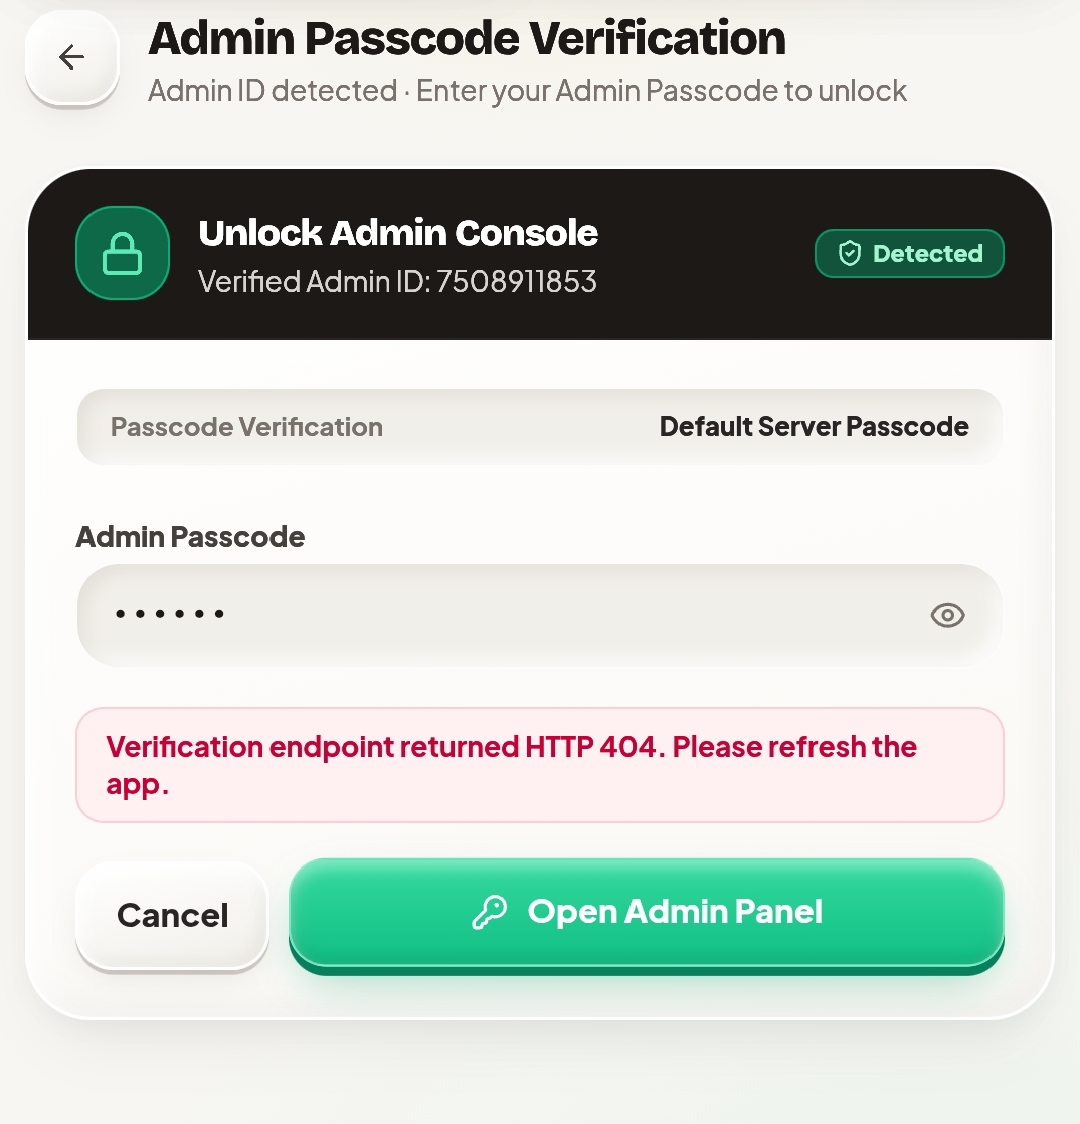 Admin Passcode Verification
Admin ID detected · Enter your Admin Passcode to unlock
Unlock Admin Console
Verified Admin ID: 7508911853
Detected
Passcode Verification
Default Server Passcode
Admin Passcode
••••••
Verification endpoint returned HTTP 404. Please refresh the
app.
Cancel
Open Admin Panel